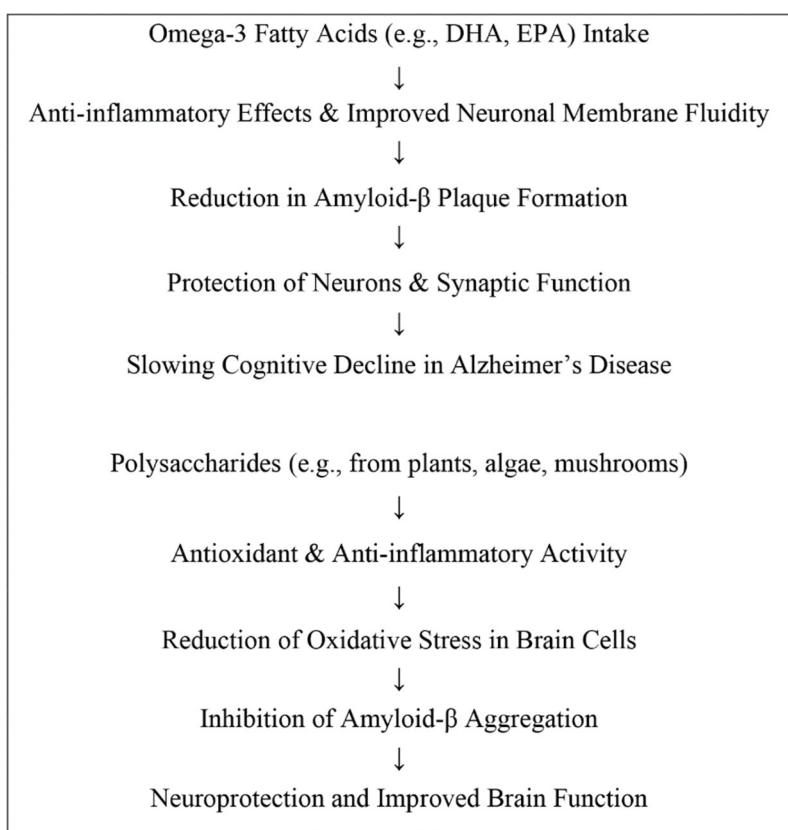 Omega-3 Fatty Acids (e.g., DHA, EPA) Intake
↓
Anti-inflammatory Effects & Improved Neuronal Membrane Fluidity
↓
Reduction in Amyloid-β Plaque Formation
↓
Protection of Neurons & Synaptic Function
↓
Slowing Cognitive Decline in Alzheimer’s Disease
Polysaccharides (e.g., from plants, algae, mushrooms)
↓
Antioxidant & Anti-inflammatory Activity
↓
Reduction of Oxidative Stress in Brain Cells
↓
Inhibition of Amyloid-β Aggregation
↓
Neuroprotection and Improved Brain Function